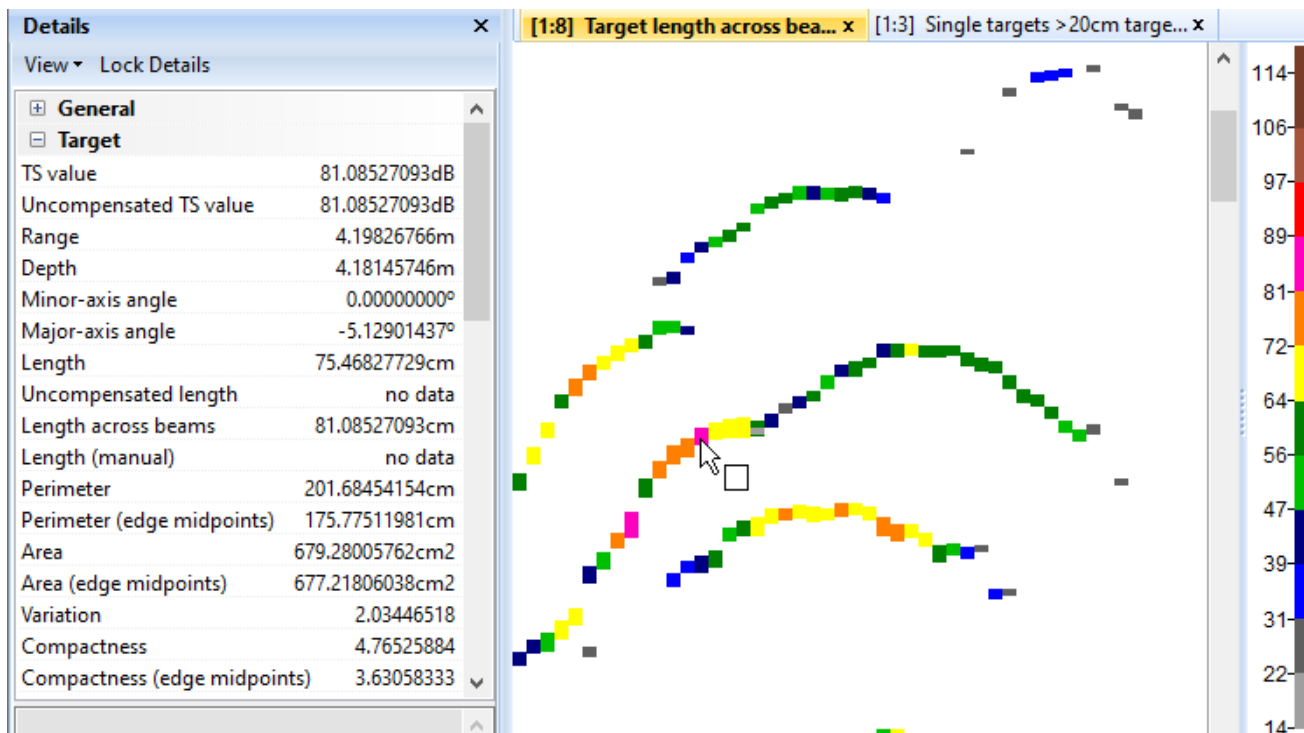 Details ×
[1:8] Target length across bea... x
[1:3] Single targets >20cm targe... x
View Lock Details
General
Target
TS value 81.08527093dB
Uncompensated TS value 81.08527093dB
Range 4.19826766m
Depth 4.18145746m
Minor-axis angle 0.00000000º
Major-axis angle -5.12901437º
Length 75.46827729cm
Uncompensated length no data
Length across beams 81.08527093cm
Length (manual) no data
Perimeter 201.68454154cm
Perimeter (edge midpoints) 175.77511981cm
Area 679.28005762cm2
Area (edge midpoints) 677.21806038cm2
Variation 2.03446518
Compactness 4.76525884
Compactness (edge midpoints) 3.63058333
114
106
97
89
81
72
64
56
47
39
31
22
14